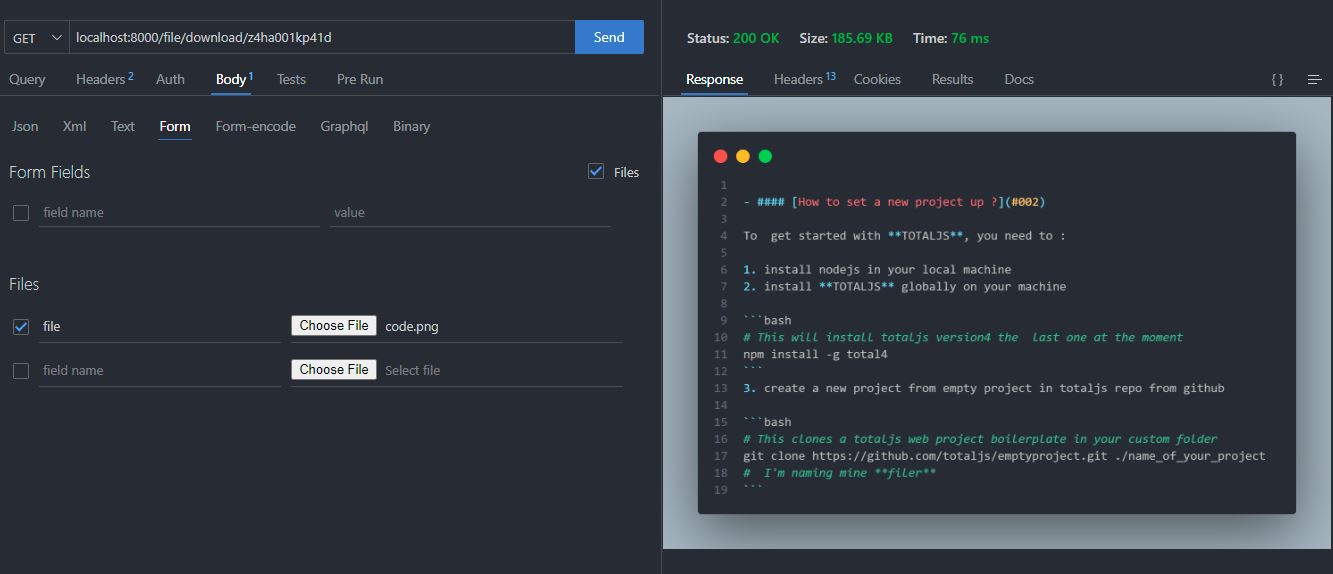 GET localhost:8000/file/download/z4ha001kp41d Send
Query Headers 2 Auth Body 1 Tests Pre Run
Json Xml Text Form Form-encode Graphql Binary
Form Fields Files
field name value
Files
file Choose File code.png
field name Choose File Select file
Status: 200 OK Size: 185.69 KB Time: 76 ms
Response Headers 13 Cookies Results Docs { }
1
2 - #### [How to set a new project up ?](#002)
3
4 To  get started with **TOTALJS**, you need to :
5
6 1. install nodejs in your local machine
7 2. install **TOTALJS** globally on your machine
8
9 ```bash
10 # This will install totaljs version4 the  last one at the moment
11 npm install -g total4
12 ```
13 3. create a new project from empty project in totaljs repo from github
14
15 ```bash
16 # This clones a totaljs web project boilerplate in your custom folder
17 git clone https://github.com/totaljs/emptyproject.git ./name_of_your_project
18 #  I'm naming mine **filer**
19 ```